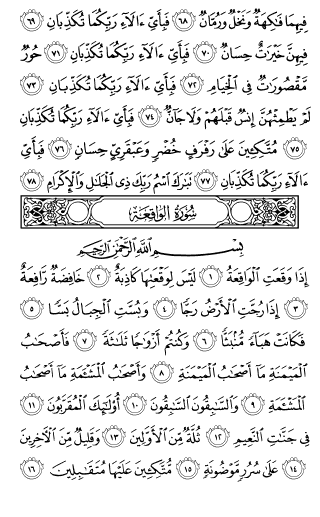 فِيهِمَا فَٰكِهَةٌ وَنَخْلٌ وَرُمَّانٌ ٦٨ فَبِأَىِّ ءَالَآءِ رَبِّكُمَا تُكَذِّبَانِ ٦٩
فِيهِنَّ خَيْرَٰتٌ حِسَانٌ ٧٠ فَبِأَىِّ ءَالَآءِ رَبِّكُمَا تُكَذِّبَانِ ٧١ حُورٌ
مَّقْصُورَٰتٌ فِى ٱلْخِيَامِ ٧٢ فَبِأَىِّ ءَالَآءِ رَبِّكُمَا تُكَذِّبَانِ ٧٣
لَمْ يَطْمِثْهُنَّ إِنسٌ قَبْلَهُمْ وَلَا جَآنٌّ ٧٤ فَبِأَىِّ ءَالَآءِ رَبِّكُمَا تُكَذِّبَانِ
٧٥ مُتَّكِـِٔينَ عَلَىٰ رَفْرَفٍ خُضْرٍ وَعَبْقَرِىٍّ حِسَانٍ ٧٦ فَبِأَىِّ
ءَالَآءِ رَبِّكُمَا تُكَذِّبَانِ ٧٧ تَبَٰرَكَ ٱسْمُ رَبِّكَ ذِى ٱلْجَلَٰلِ وَٱلْإِكْرَامِ ٧٨
سُورَةُ الوَاقِعَةِ
بِسْمِ ٱللَّهِ ٱلرَّحْمَٰنِ ٱلرَّحِيمِ
إِذَا وَقَعَتِ ٱلْوَاقِعَةُ ١ لَيْسَ لِوَقْعَتِهَا كَاذِبَةٌ ٢ خَافِضَةٌ رَّافِعَةٌ
٣ إِذَا رُجَّتِ ٱلْأَرْضُ رَجًّا ٤ وَبُسَّتِ ٱلْجِبَالُ بَسًّا ٥
فَكَانَتْ هَبَآءً مُّنۢبَثًّا ٦ وَكُنتُمْ أَزْوَٰجًا ثَلَٰثَةً ٧ فَأَصْحَٰبُ
ٱلْمَيْمَنَةِ مَآ أَصْحَٰبُ ٱلْمَيْمَنَةِ ٨ وَأَصْحَٰبُ ٱلْمَشْـَٔمَةِ مَآ أَصْحَٰبُ
ٱلْمَشْـَٔمَةِ ٩ وَٱلسَّٰبِقُونَ ٱلسَّٰبِقُونَ ١٠ أُو۟لَٰٓئِكَ ٱلْمُقَرَّبُونَ ١١
فِى جَنَّٰتِ ٱلنَّعِيمِ ١٢ ثُلَّةٌ مِّنَ ٱلْأَوَّلِينَ ١٣ وَقَلِيلٌ مِّنَ ٱلْءَاخِرِينَ
١٤ عَلَىٰ سُرُرٍ مَّوْضُونَةٍ ١٥ مُّتَّكِـِٔينَ عَلَيْهَا مُتَقَٰبِلِينَ ١٦